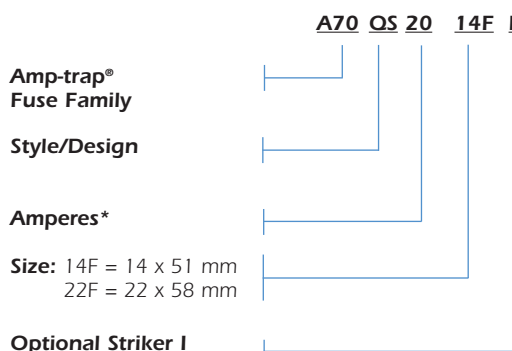 A70 QS 20 14F
Amp-trap®
Fuse Family
Style/Design
Amperes*
Size: 14F = 14 x 51 mm
22F = 22 x 58 mm
Optional Striker